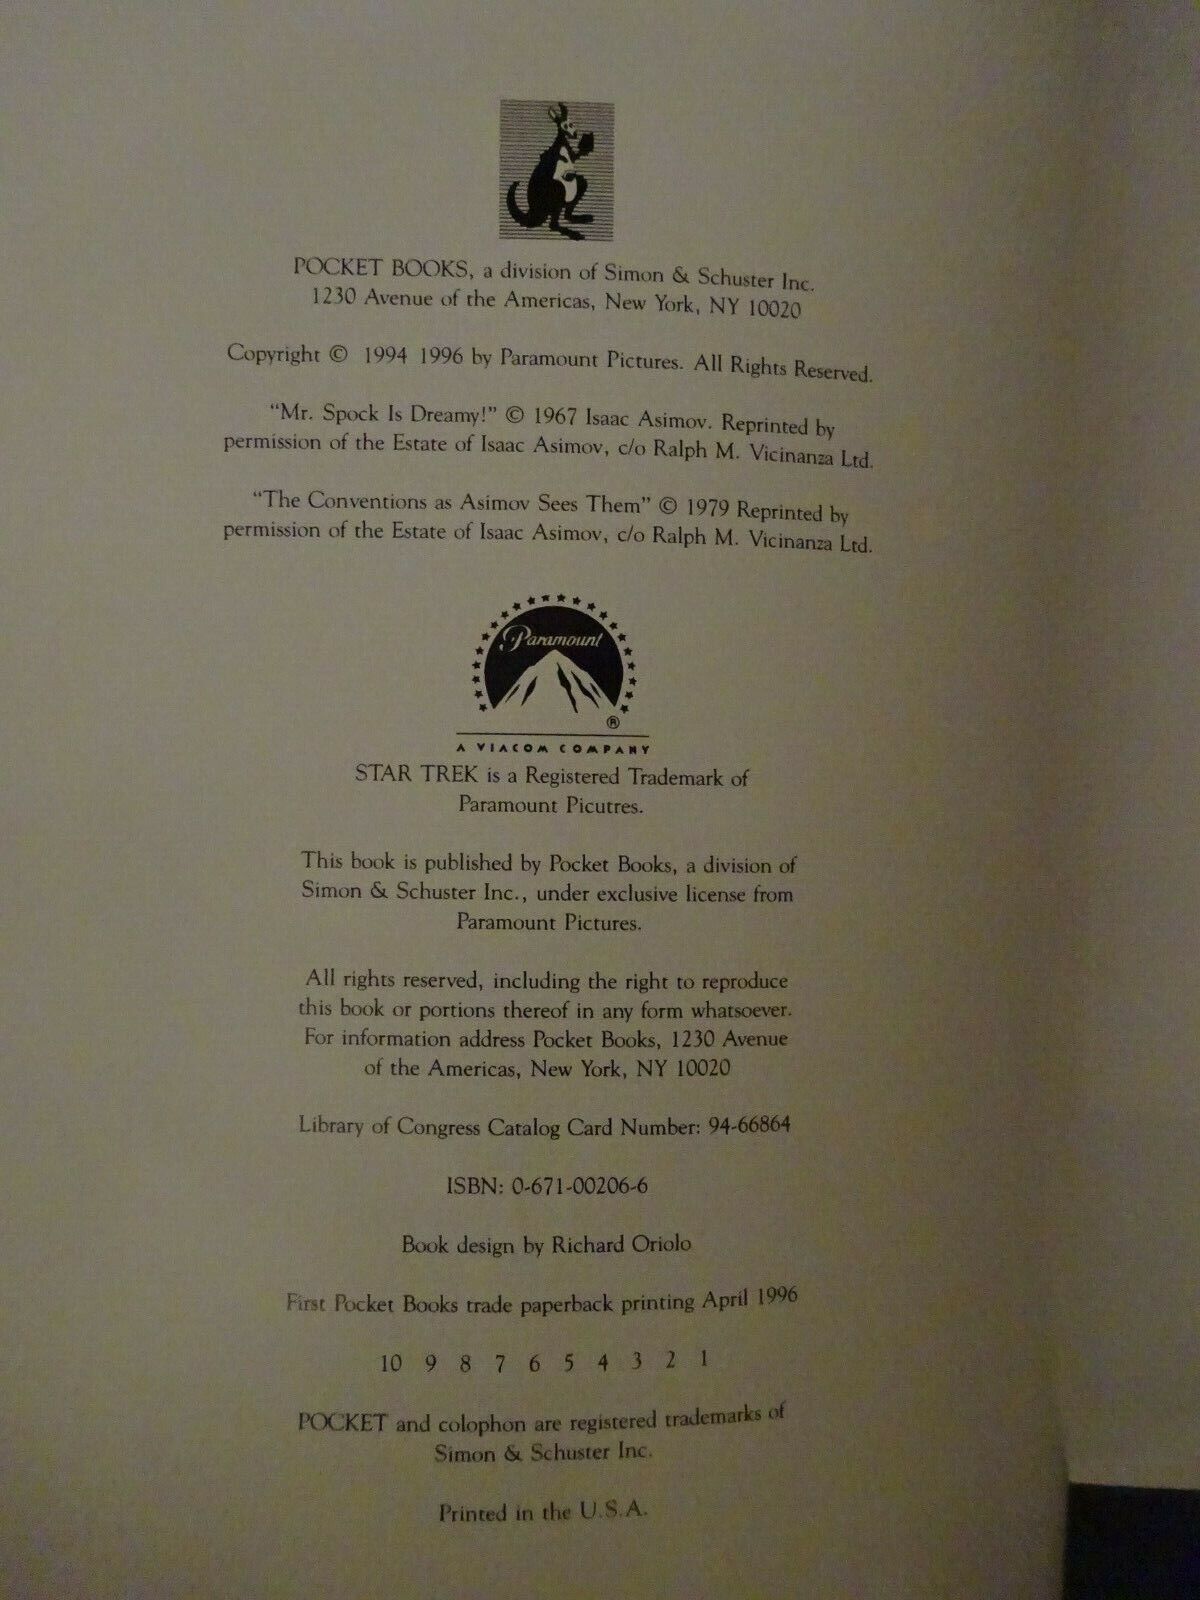 POCKET BOOKS, a division of Simon & Schuster Inc.
1230 Avenue of the Americas, New York, NY 10020
Copyright © 1994 1996 by Paramount Pictures. All Rights Reserved.
"Mr. Spock Is Dreamy!" © 1967 Isaac Asimov. Reprinted by
permission of the Estate of Isaac Asimov, c/o Ralph M. Vicinanza Ltd.
"The Conventions as Asimov Sees Them" © 1979 Reprinted by
permission of the Estate of Isaac Asimov, c/o Ralph M. Vicinanza Ltd.
Paramount
®
A VIACOM COMPANY
STAR TREK is a Registered Trademark of
Paramount Picutres.
This book is published by Pocket Books, a division of
Simon & Schuster Inc., under exclusive license from
Paramount Pictures.
All rights reserved, including the right to reproduce
this book or portions thereof in any form whatsoever.
For information address Pocket Books, 1230 Avenue
of the Americas, New York, NY 10020
Library of Congress Catalog Card Number: 94-66864
ISBN: 0-671-00206-6
Book design by Richard Oriolo
First Pocket Books trade paperback printing April 1996
10 9 8 7 6 5 4 3 2 1
POCKET and colophon are registered trademarks of
Simon & Schuster Inc.
Printed in the U.S.A.